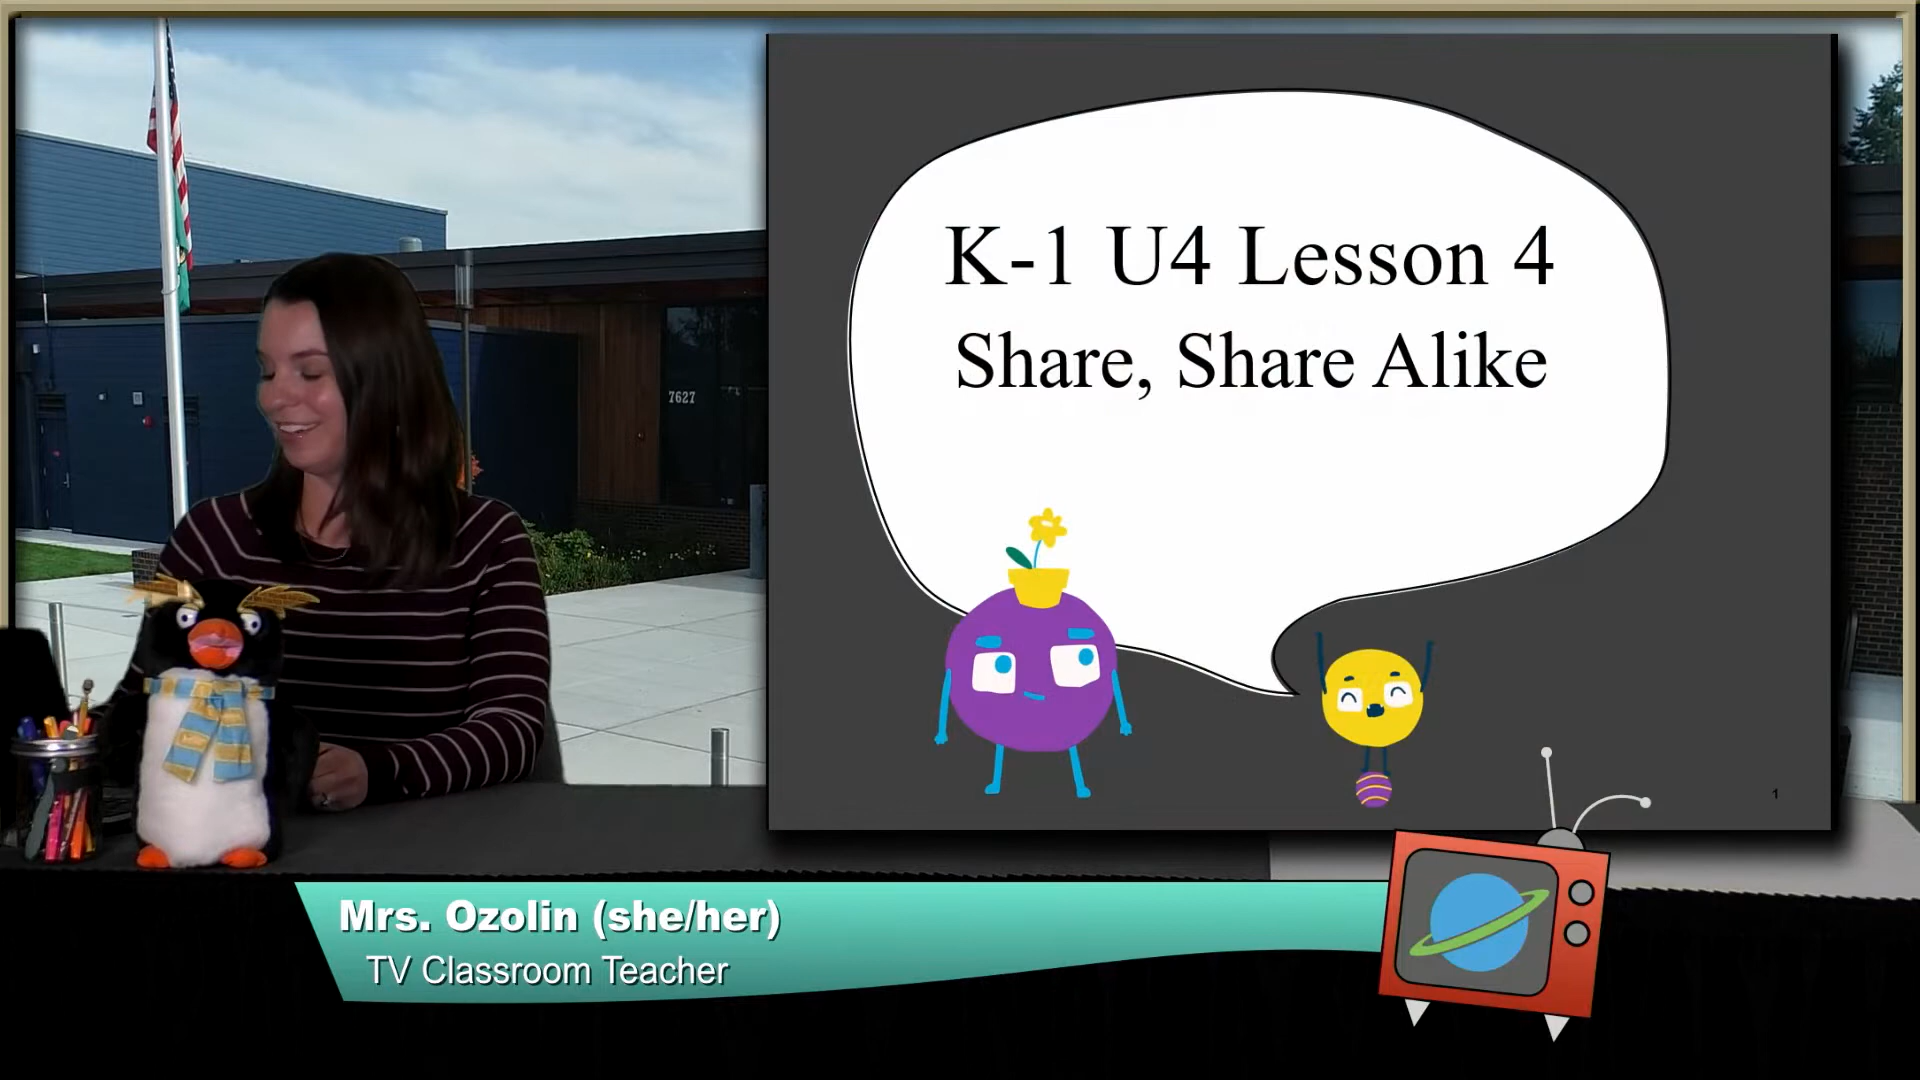 7627
K-1 U4 Lesson 4
Share, Share Alike
1
Mrs. Ozolin (she/her)
TV Classroom Teacher